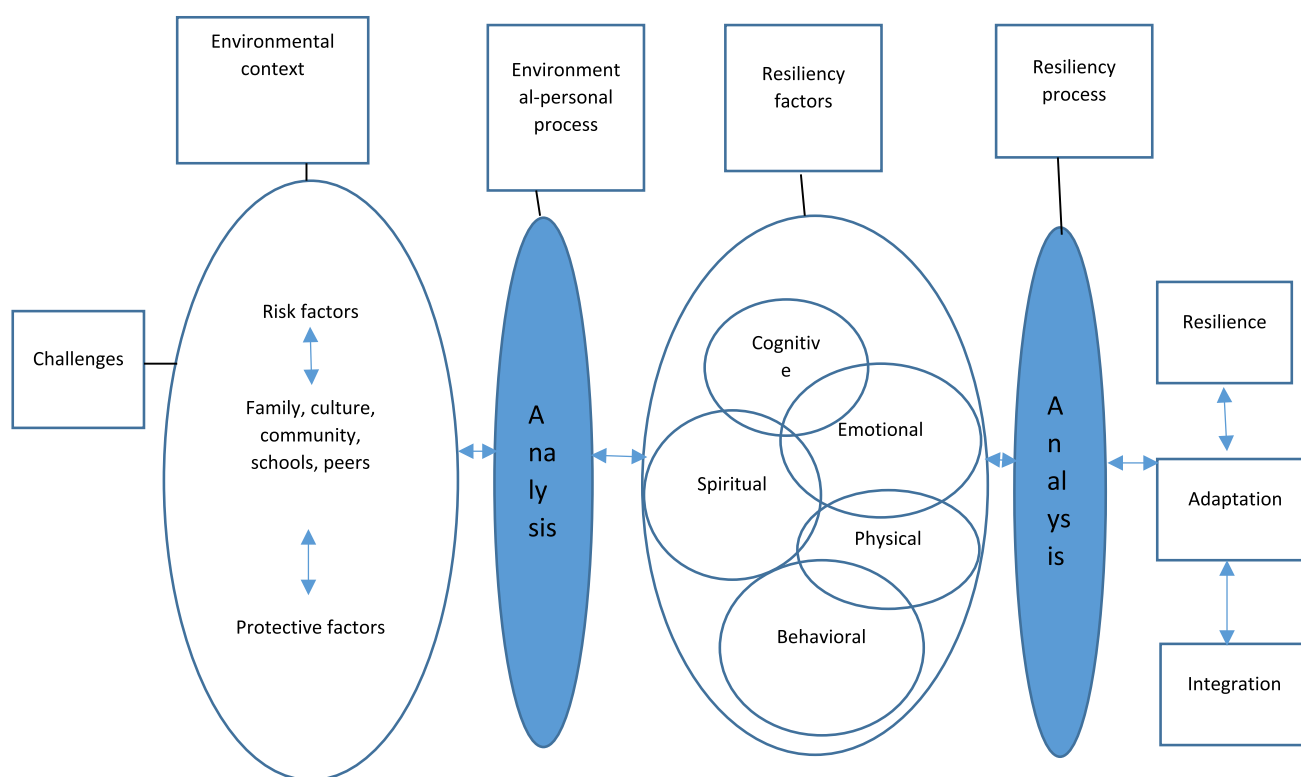 Environmental
context
Environment
al-personal
process
Resiliency
factors
Resiliency
process
Challenges
Risk factors
Family, culture,
community,
schools, peers
Protective factors
A
na
ly
sis
Cognitiv
e
Emotional
Spiritual
Physical
Behavioral
A
n
al
ys
is
Resilience
Adaptation
Integration